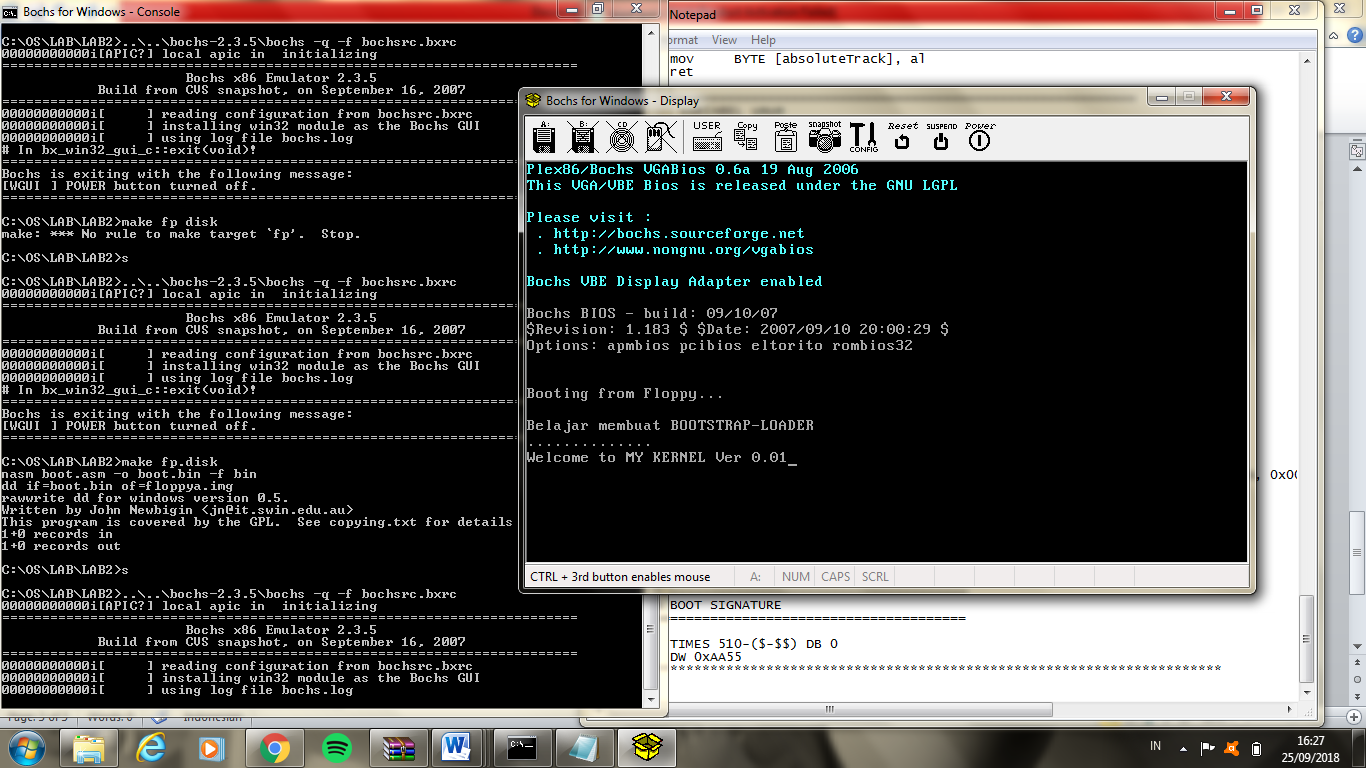 Bochs for Windows - Console
C:\OS\LAB\LAB2>..\..\bochs-2.3.5\bochs -q -f bochsrc.bxrc
00000000000i[APIC?] local apic in  initializing
========================================================================
Bochs x86 Emulator 2.3.5
Build from CVS snapshot, on September 16, 2007
========================================================================
00000000000i[     ] reading configuration from bochsrc.bxrc
00000000000i[     ] installing win32 module as the Bochs GUI
00000000000i[     ] using log file bochs.log
# In bx_win32_gui_c::exit(void)!
========================================================================
Bochs is exiting with the following message:
[WGUI ] POWER button turned off.
========================================================================
C:\OS\LAB\LAB2>make fp disk
make: *** No rule to make target `fp'.  Stop.
C:\OS\LAB\LAB2>s
C:\OS\LAB\LAB2>..\..\bochs-2.3.5\bochs -q -f bochsrc.bxrc
00000000000i[APIC?] local apic in  initializing
========================================================================
Bochs x86 Emulator 2.3.5
Build from CVS snapshot, on September 16, 2007
========================================================================
00000000000i[     ] reading configuration from bochsrc.bxrc
00000000000i[     ] installing win32 module as the Bochs GUI
00000000000i[     ] using log file bochs.log
# In bx_win32_gui_c::exit(void)!
========================================================================
Bochs is exiting with the following message:
[WGUI ] POWER button turned off.
========================================================================
C:\OS\LAB\LAB2>make fp.disk
nasm boot.asm -o boot.bin -f bin
dd if=boot.bin of=floppya.img
rawwrite dd for windows version 0.5.
Written by John Newbigin <jn@it.swin.edu.au>
This program is covered by the GPL.  See copying.txt for details
1+0 records in
1+0 records out
C:\OS\LAB\LAB2>s
C:\OS\LAB\LAB2>..\..\bochs-2.3.5\bochs -q -f bochsrc.bxrc
00000000000i[APIC?] local apic in  initializing
========================================================================
Bochs x86 Emulator 2.3.5
Build from CVS snapshot, on September 16, 2007
========================================================================
00000000000i[     ] reading configuration from bochsrc.bxrc
00000000000i[     ] installing win32 module as the Bochs GUI
00000000000i[     ] using log file bochs.log
Notepad
ormat View Help
mov     BYTE [absoluteTrack], al
ret
Bochs for Windows - Display
A: B: CD USER Copy Paste snapshot CONFIG Reset SUSPEND Power
Plex86/Bochs VGABios 0.6a 19 Aug 2006
This VGA/VBE Bios is released under the GNU LGPL
Please visit :
. http://bochs.sourceforge.net
. http://www.nongnu.org/vgabios
Bochs VBE Display Adapter enabled
Bochs BIOS - build: 09/10/07
$Revision: 1.183 $ $Date: 2007/09/10 20:00:29 $
Options: apmbios pcibios eltorito rombios32
Booting from Floppy...
Belajar membuat BOOTSTRAP-LOADER
..............
Welcome to MY KERNEL Ver 0.01_
CTRL + 3rd button enables mouse A: NUM CAPS SCRL
, 0x00
BOOT SIGNATURE
=====================================
TIMES 510-($-$$) DB 0
DW 0xAA55
*********************************************************************
Indonesian
IN 16:27
25/09/2018